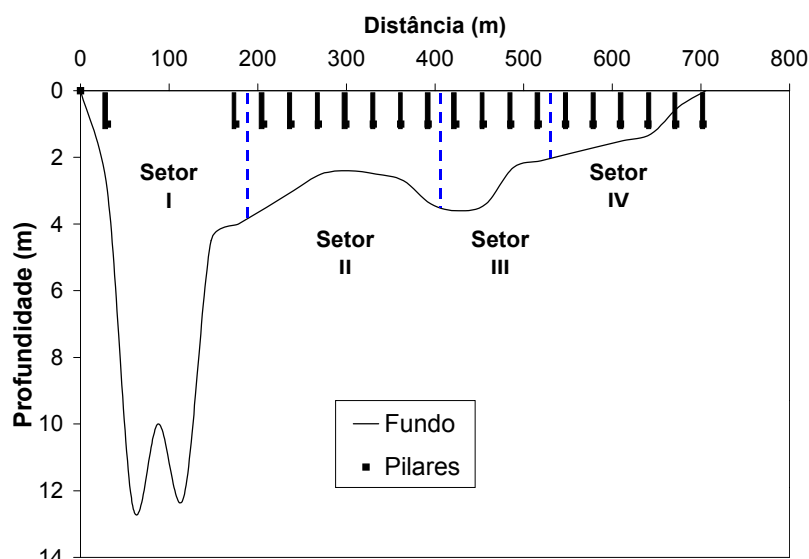 Distância (m)
0 100 200 300 400 500 600 700 800
Profundidade (m)
0
2
4
6
8
10
12
14
Setor
I
Setor
II
Setor
III
Setor
IV
Fundo
Pilares